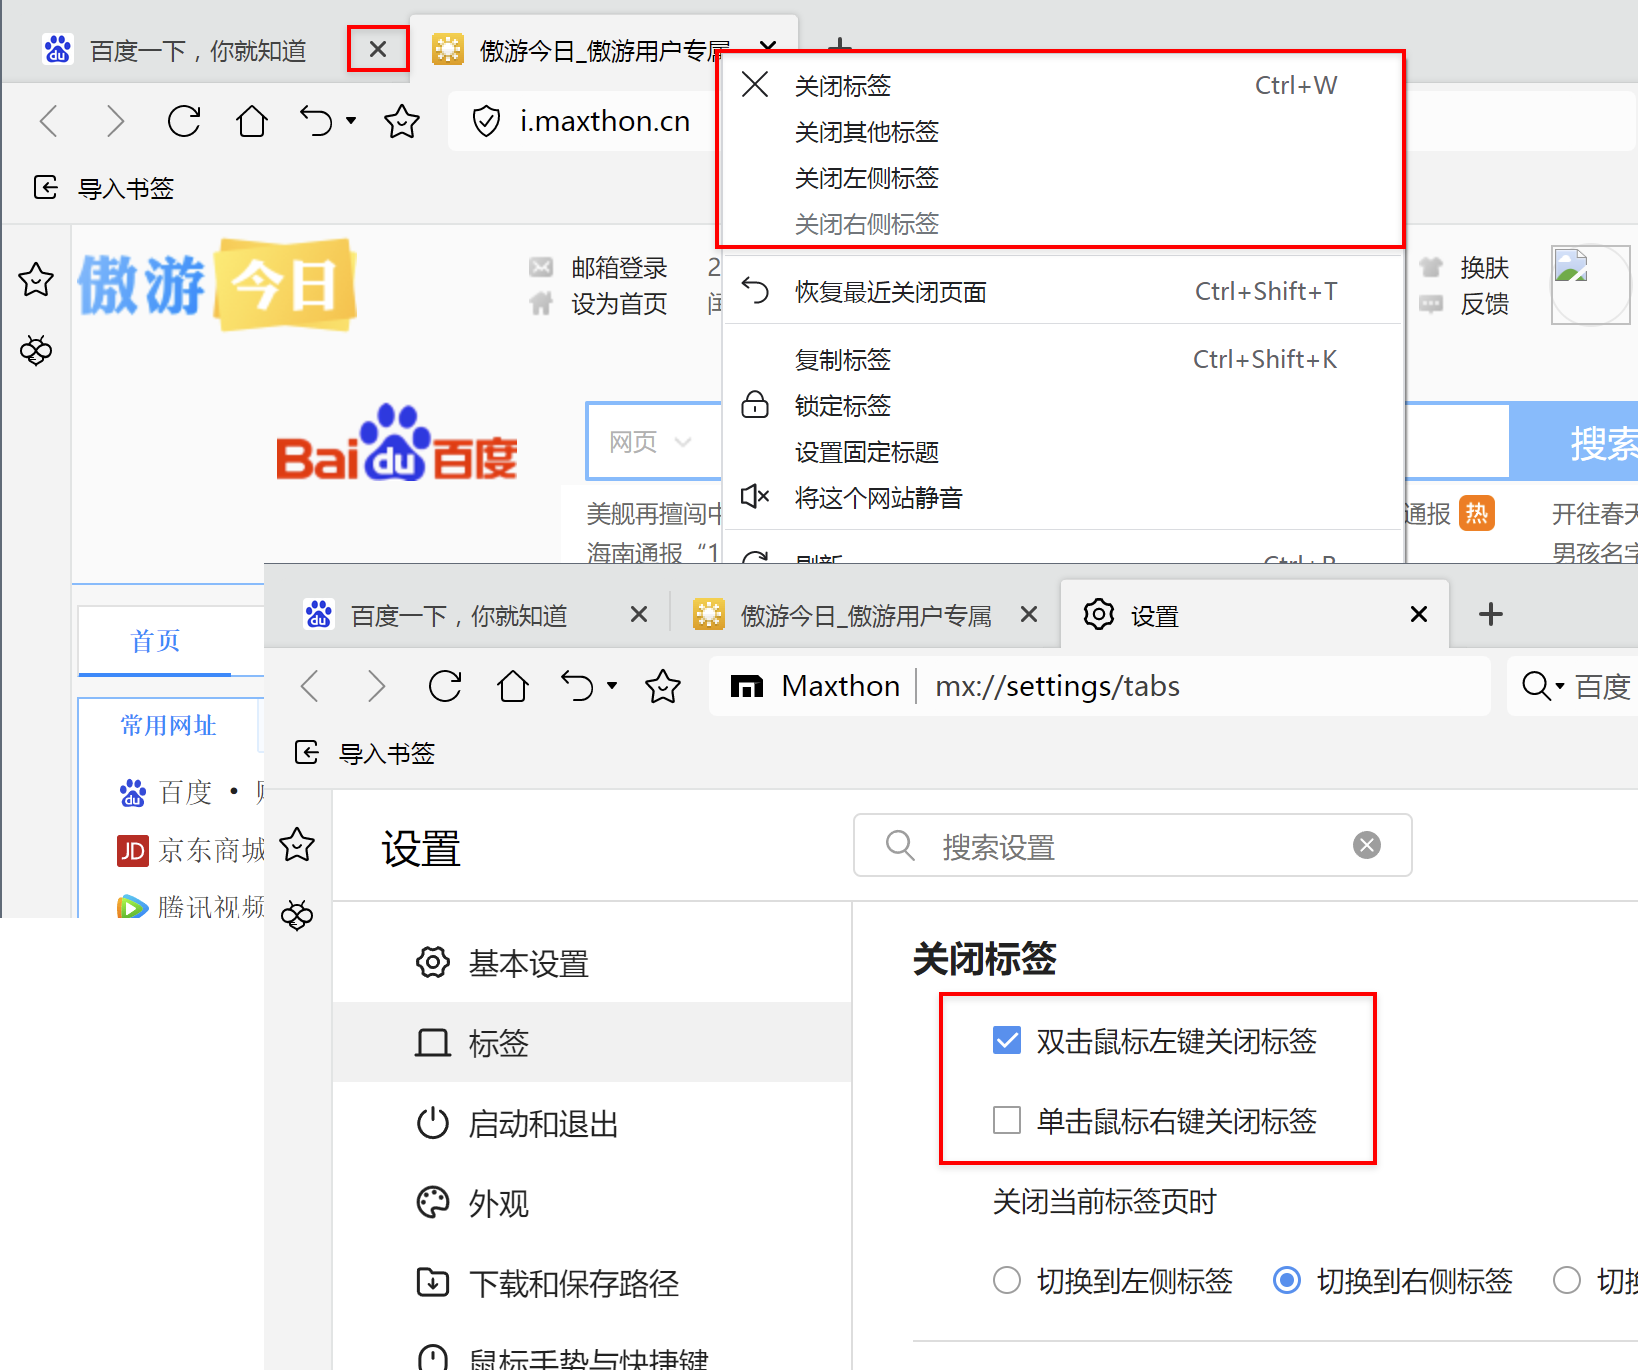 百度一下，你就知道
傲游今日_傲游用户专属
关闭标签 Ctrl+W
i.maxthon.cn
关闭其他标签
关闭左侧标签
导入书签
关闭右侧标签
傲游 今日
邮箱登录 2
设为首页
换肤
反馈
恢复最近关闭页面 Ctrl+Shift+T
复制标签 Ctrl+Shift+K
锁定标签
设置固定标题
将这个网站静音
刷新 Ctrl+R
Bai du 百度
网页
搜索
美舰再擅闯中
通报 热
开往春天
海南通报 “1
男孩名字
首页
常用网址
du 百度 •
JD 京东商城
腾讯视频
百度一下，你就知道
傲游今日_傲游用户专属
设置
Maxthon mx://settings/tabs
百度
导入书签
设置
搜索设置
基本设置
标签
启动和退出
外观
下载和保存路径
鼠标手势与快捷键
关闭标签
双击鼠标左键关闭标签
单击鼠标右键关闭标签
关闭当前标签页时
切换到左侧标签 切换到右侧标签 切换